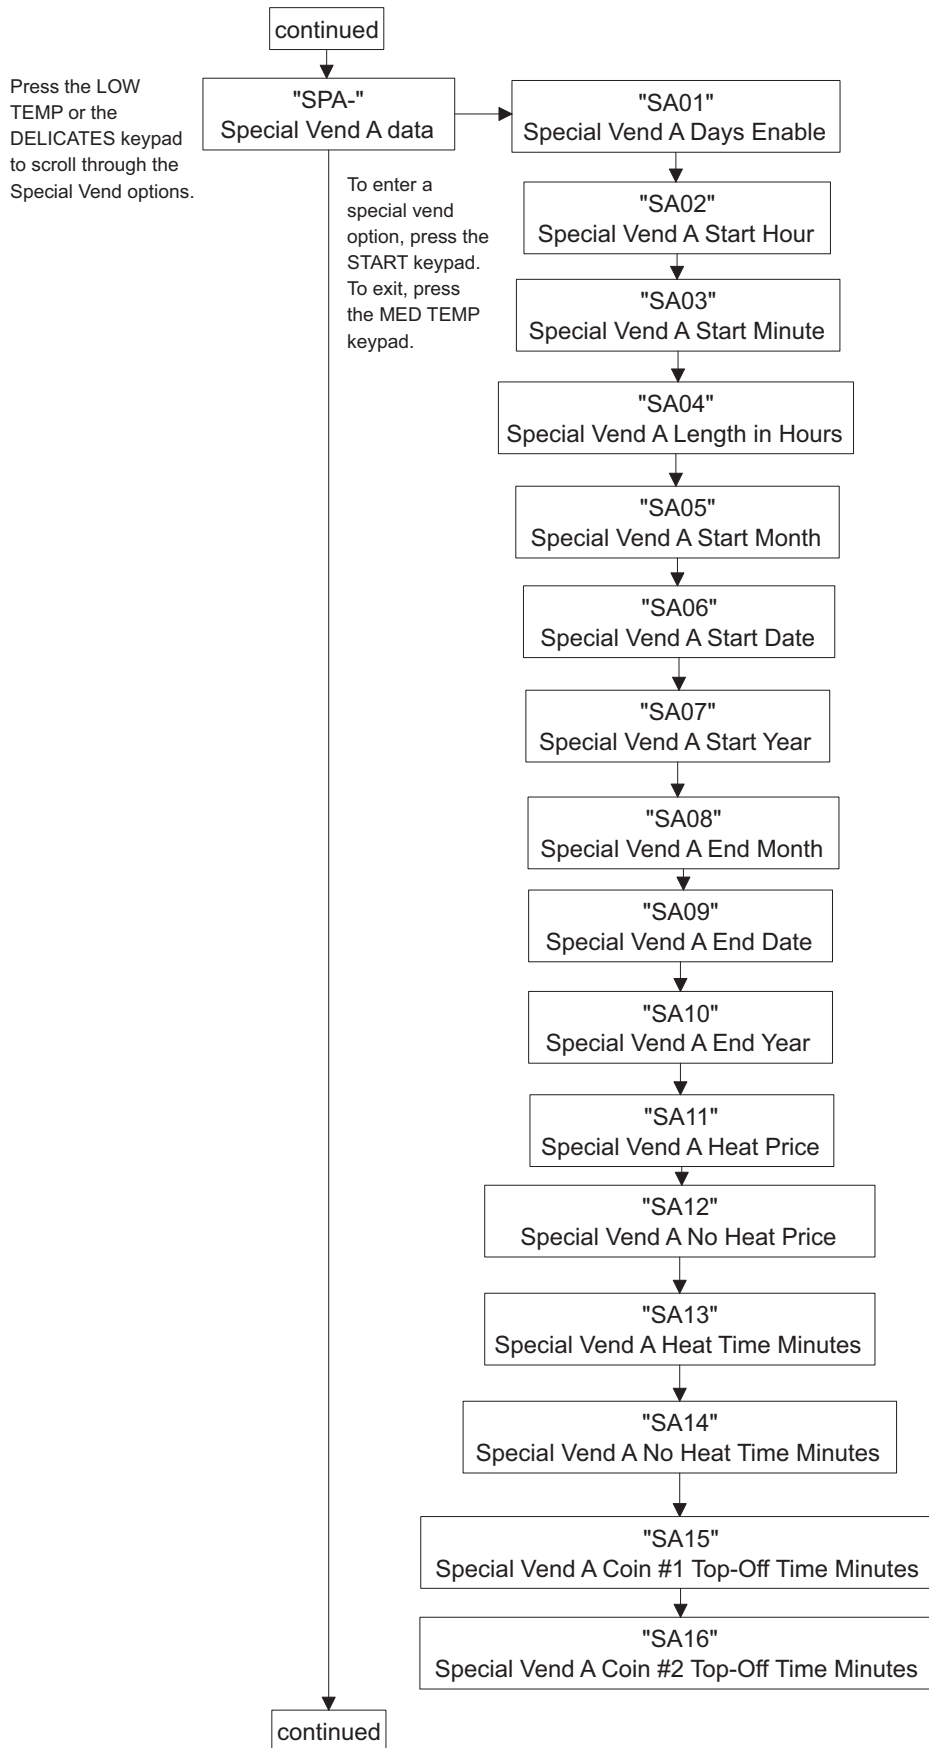 continued
Press the LOW
TEMP or the
DELICATES keypad
to scroll through the
Special Vend options.
"SPA-"
Special Vend A data
To enter a
special vend
option, press the
START keypad.
To exit, press
the MED TEMP
keypad.
"SA01"
Special Vend A Days Enable
"SA02"
Special Vend A Start Hour
"SA03"
Special Vend A Start Minute
"SA04"
Special Vend A Length in Hours
"SA05"
Special Vend A Start Month
"SA06"
Special Vend A Start Date
"SA07"
Special Vend A Start Year
"SA08"
Special Vend A End Month
"SA09"
Special Vend A End Date
"SA10"
Special Vend A End Year
"SA11"
Special Vend A Heat Price
"SA12"
Special Vend A No Heat Price
"SA13"
Special Vend A Heat Time Minutes
"SA14"
Special Vend A No Heat Time Minutes
"SA15"
Special Vend A Coin #1 Top-Off Time Minutes
"SA16"
Special Vend A Coin #2 Top-Off Time Minutes
continued